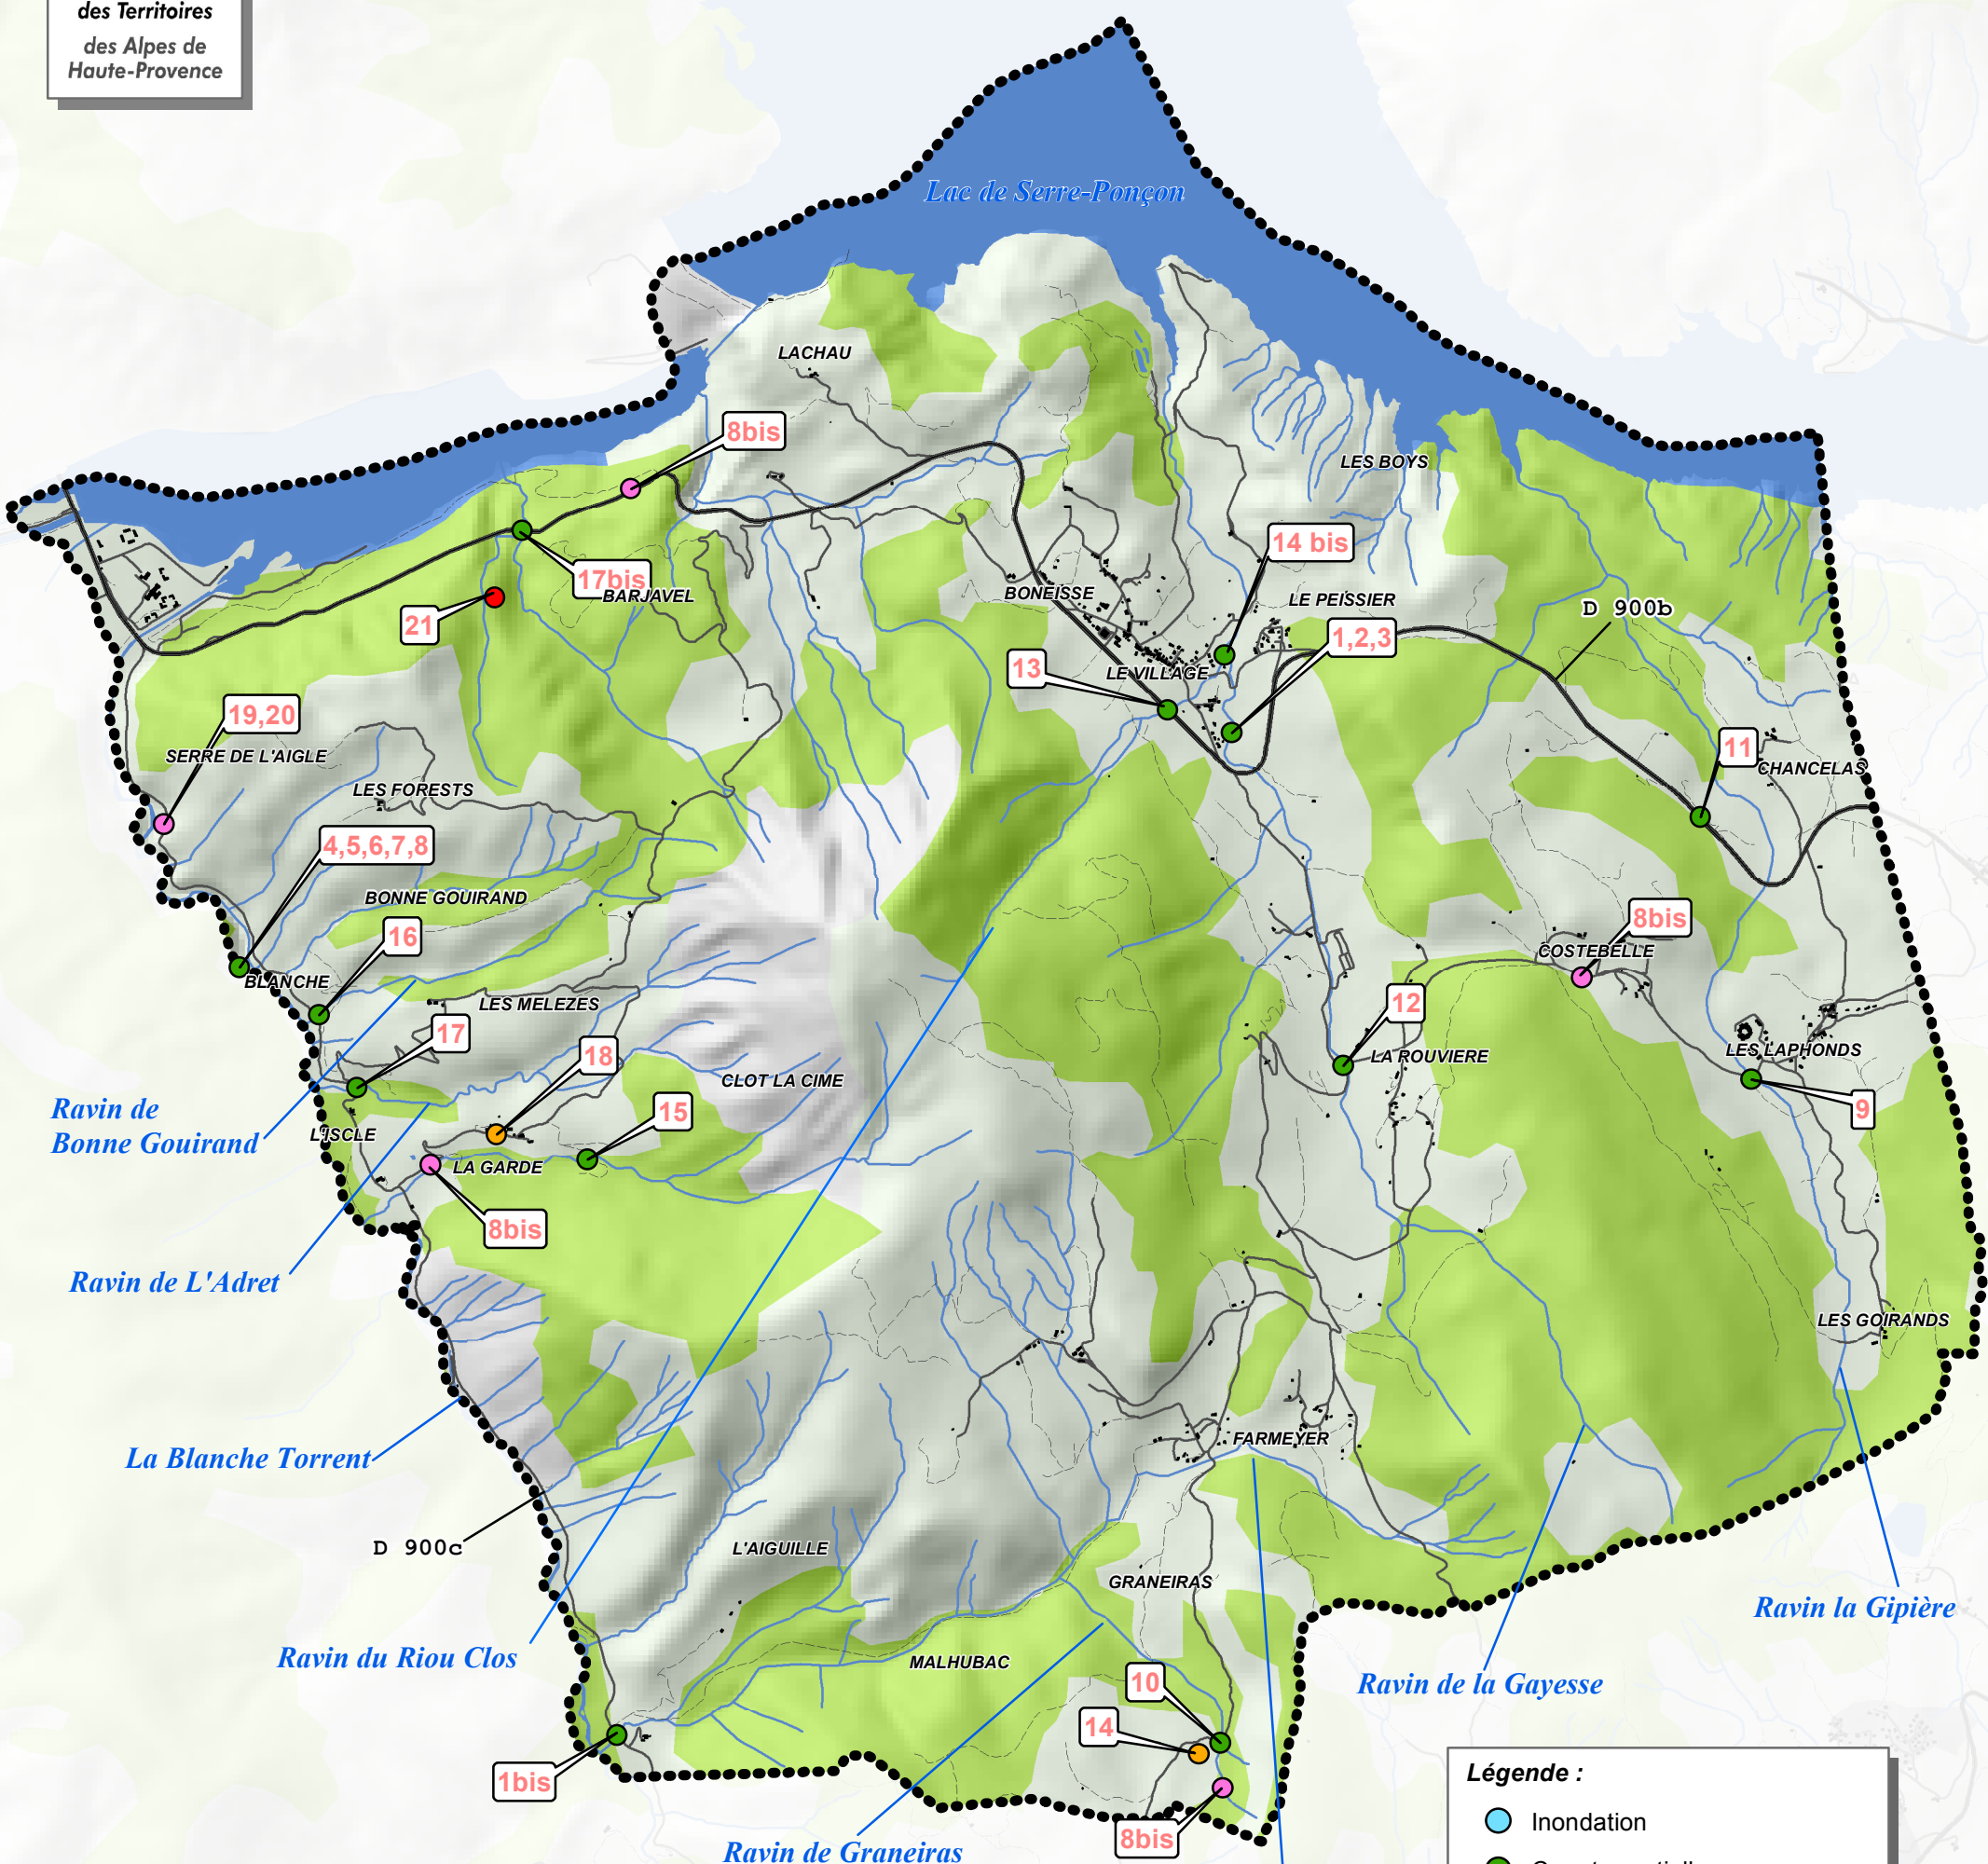 des Territoires
des Alpes de
Haute-Provence
Lac de Serre-Ponçon
LACHAU
8bis
LES BOYS
14 bis
17bis
BARJAVEL
BONEISSE
LE PEISSIER
D 900b
21
1,2,3
13
LE VILLAGE
19,20
SERRE DE L'AIGLE
11
CHANCELAS
LES FORESTS
4,5,6,7,8
BONNE GOUIRAND
16
8bis
COSTEBELLE
BLANCHE
LES MELEZES
12
17
18
LA ROUVIERE
LES LAPHONDS
CLOT LA CIME
Ravin de
Bonne Gouirand
15
9
L'ISCLE
LA GARDE
8bis
Ravin de L'Adret
LES GOIRANDS
La Blanche Torrent
FARMEYER
D 900c
L'AIGUILLE
GRANEIRAS
Ravin la Gipière
Ravin du Riou Clos
MALHUBAC
10
Ravin de la Gayesse
14
1bis
Légende :
Inondation
8bis
Ravin de Graneiras